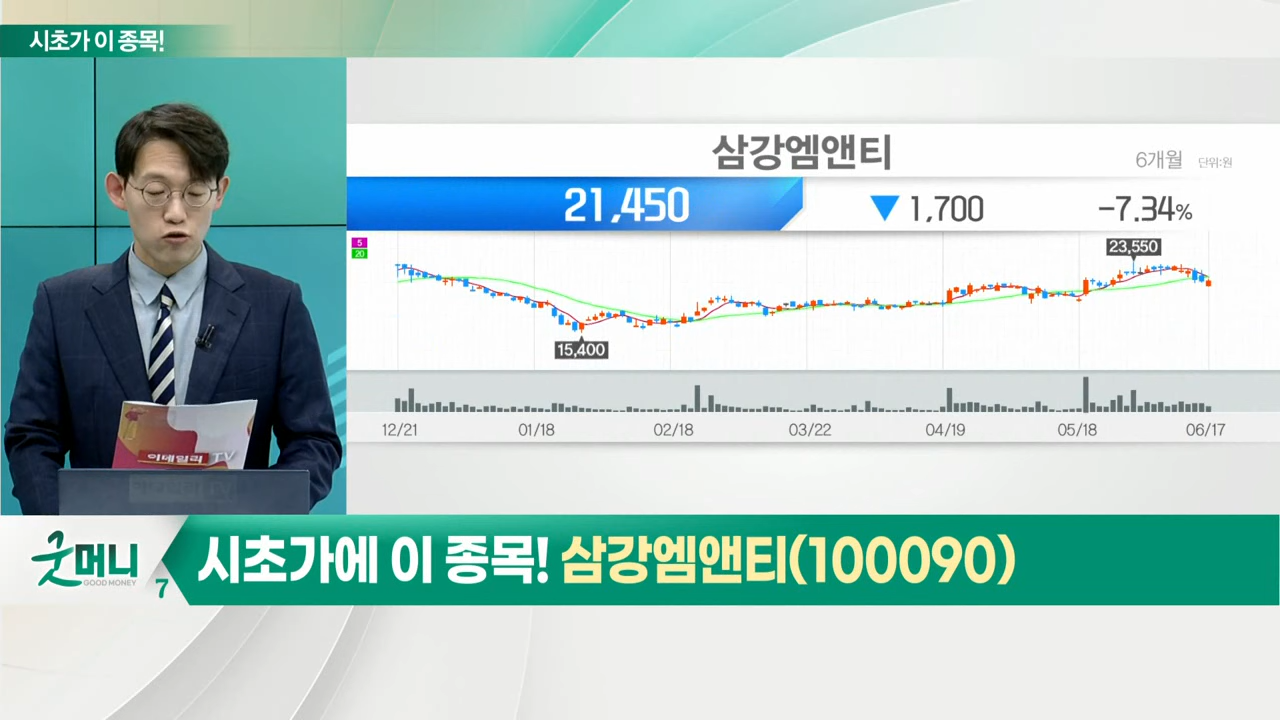 시초가 이 종목!
삼강엠앤티
6개월 단위:원
21,450 ▼ 1,700 -7.34%
5
20
23,550
15,400
12/21 01/18 02/18 03/22 04/19 05/18 06/17
이데일리 TV
굿머니
GOOD MONEY
7
시초가에 이 종목! 삼강엠앤티(100090)